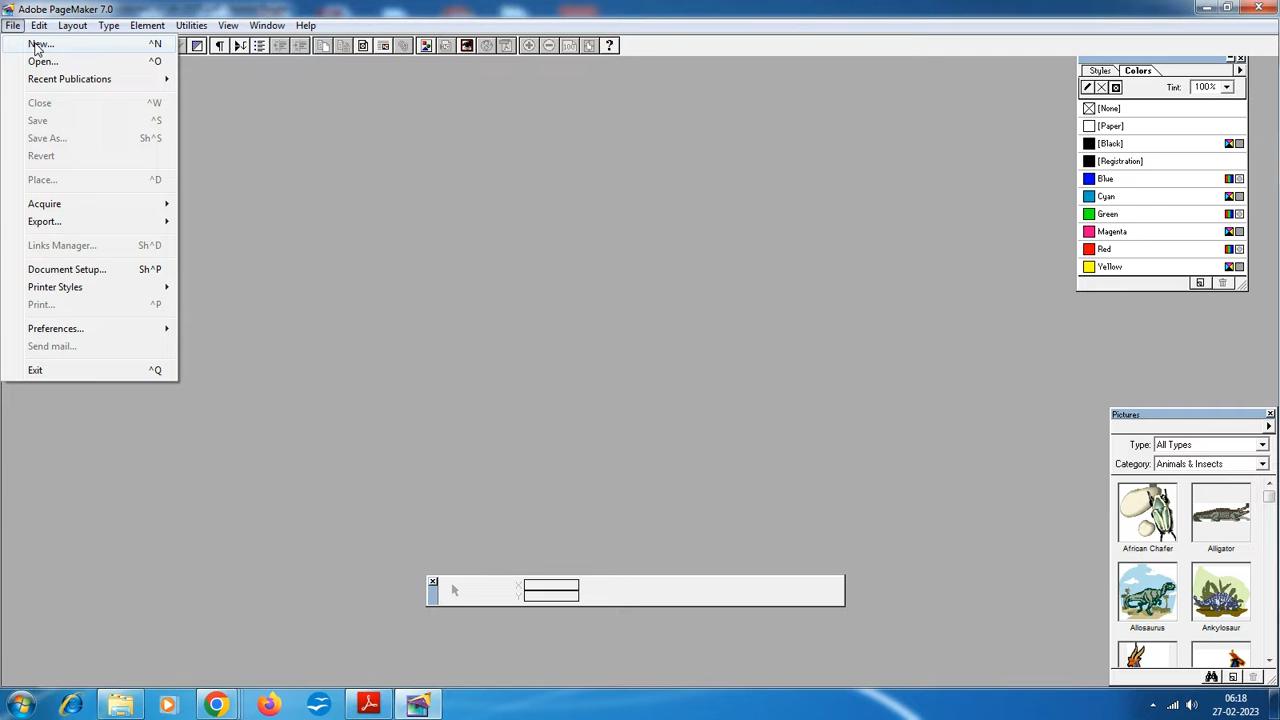 Adobe PageMaker 7.0
File Edit Layout Type Element Utilities View Window Help
New... ^N
Open... ^O
Recent Publications
Close ^W
Save ^S
Save As... Sh^S
Revert
Place... ^D
Acquire
Export...
Links Manager... Sh^D
Document Setup... Sh^P
Printer Styles
Print... ^P
Preferences...
Send mail...
Exit ^Q
Styles Colors
Tint: 100%
[None]
[Paper]
[Black]
[Registration]
Blue
Cyan
Green
Magenta
Red
Yellow
Pictures
Type: All Types
Category: Animals & Insects
African Chafer Alligator
Allosaurus Ankylosaur
X
Y
06:18
27-02-2023